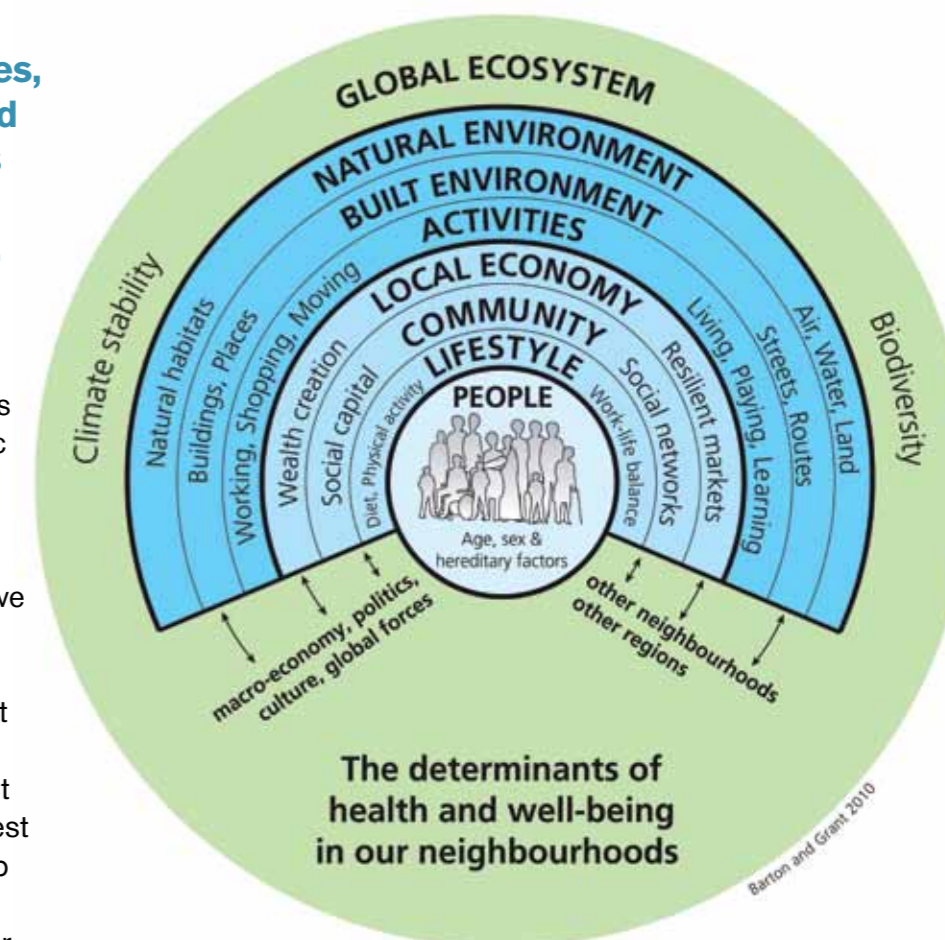 es,
d
s
s
c
ve
t
t
est
o
r
GLOBAL ECOSYSTEM
NATURAL ENVIRONMENT
BUILT ENVIRONMENT
ACTIVITIES
LOCAL ECONOMY
COMMUNITY
LIFESTYLE
PEOPLE
Age, sex &
hereditary factors
Climate stability
Natural habitats
Buildings, Places
Working, Shopping, Moving
Wealth creation
Social capital
Diet, Physical activity
Work-life balance
Social networks
Resilient markets
Living, Playing, Learning
Streets, Routes
Air, Water, Land
Biodiversity
macro-economy, politics,
culture, global forces
other neighbourhoods
other regions
The determinants of
health and well-being
in our neighbourhoods
Barton and Grant 2010